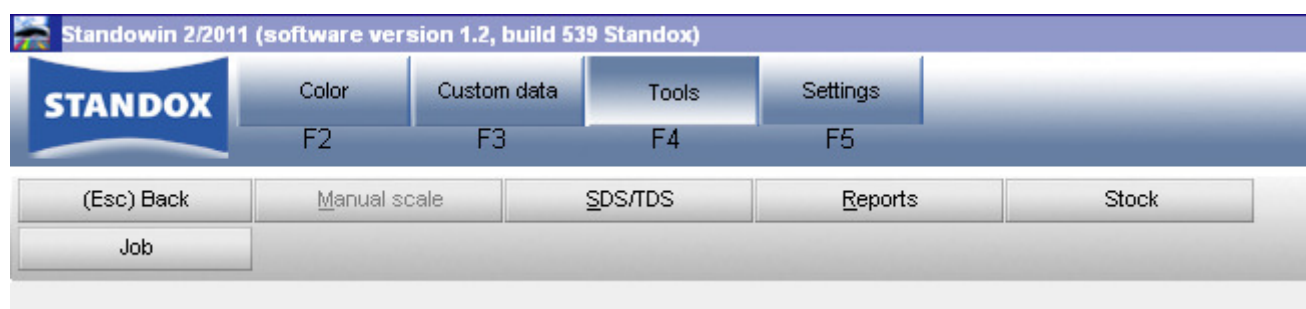 Standowin 2/2011 (software version 1.2, build 539 Standox)
STANDOX Color Custom data Tools Settings
F2 F3 F4 F5
(Esc) Back Manual scale SDS/TDS Reports Stock
Job